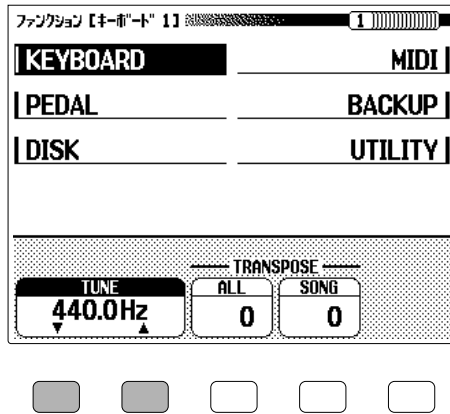 ファンクション【キーボード 1】 1
KEYBOARD MIDI
PEDAL BACKUP
DISK UTILITY
TRANSPOSE
TUNE ALL SONG
440.0Hz 0 0
▼ ▲